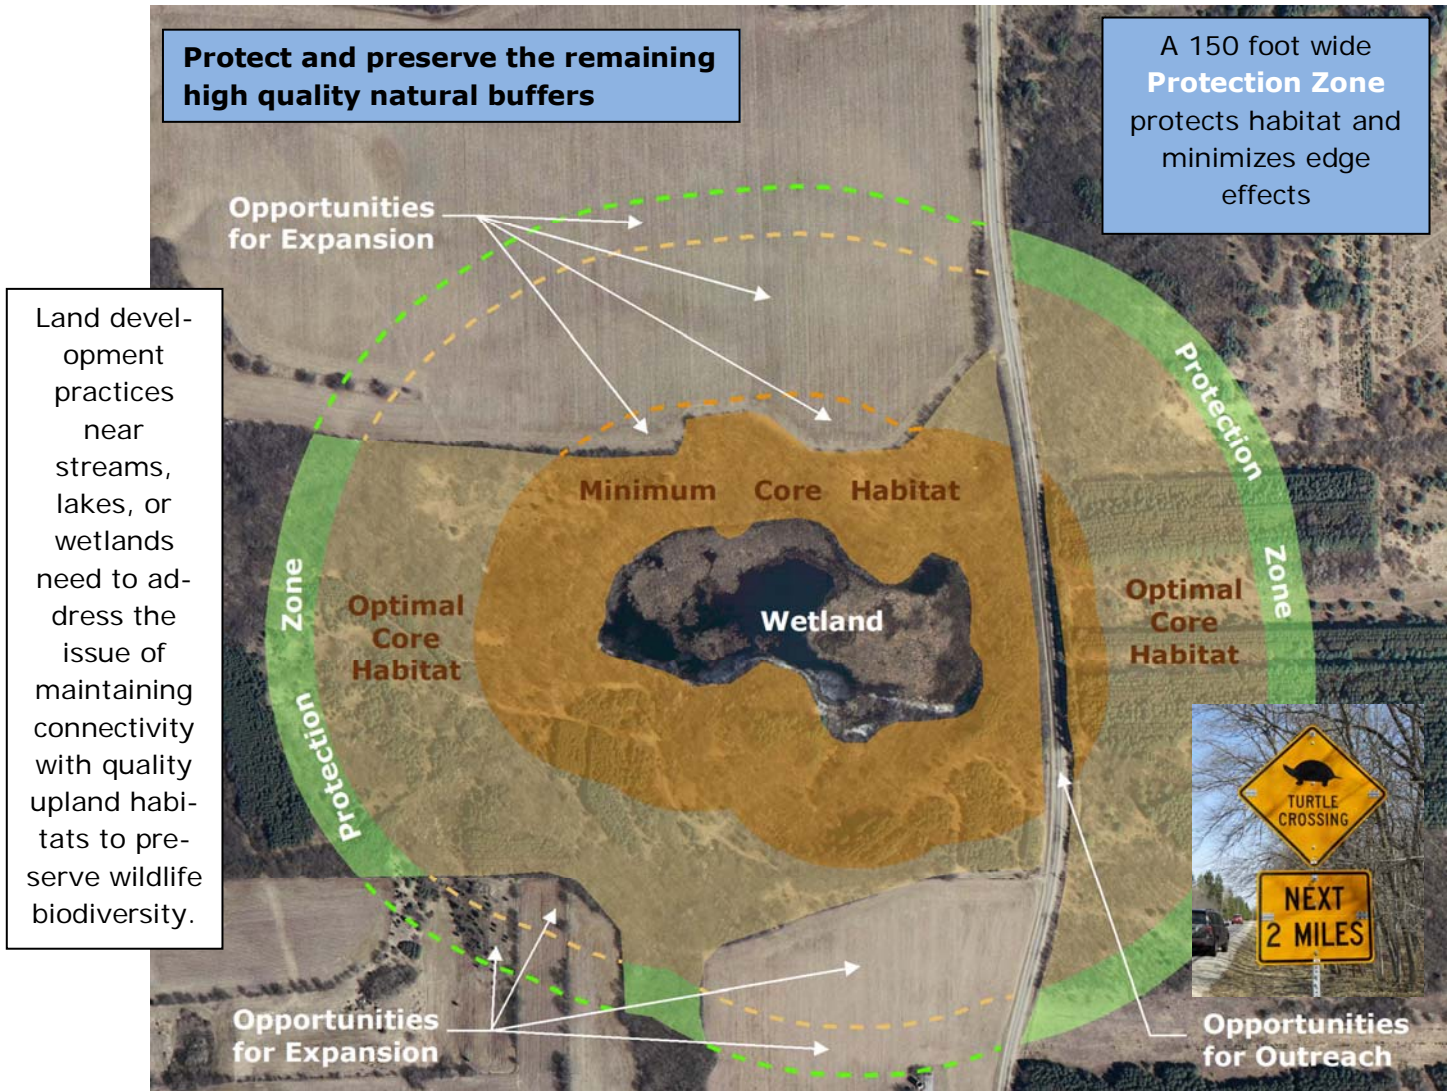 Protect and preserve the remaining
high quality natural buffers
A 150 foot wide
Protection Zone
protects habitat and
minimizes edge
effects
Opportunities
for Expansion
Land devel-
opment
practices
near
streams,
lakes, or
wetlands
need to ad-
dress the
issue of
maintaining
connectivity
with quality
upland habi-
tats to pre-
serve wildlife
biodiversity.
Protection
Zone
Minimum Core Habitat
Wetland
Optimal
Core
Habitat
Optimal
Core
Habitat
Protection
Zone
TURTLE
CROSSING
NEXT
2 MILES
Opportunities
for Expansion
Opportunities
for Outreach